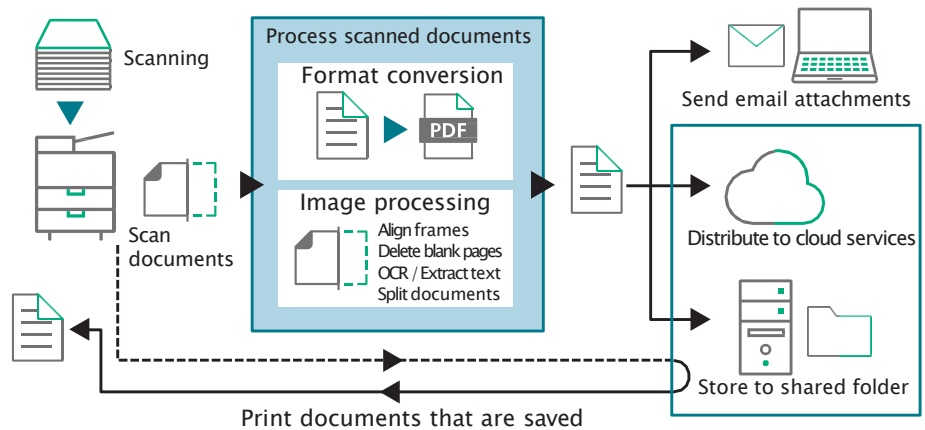 Scanning
Scan
documents
Process scanned documents
Format conversion
PDF
Image processing
Align frames
Delete blank pages
OCR / Extract text
Split documents
Send email attachments
Distribute to cloud services
Store to shared folder
Print documents that are saved